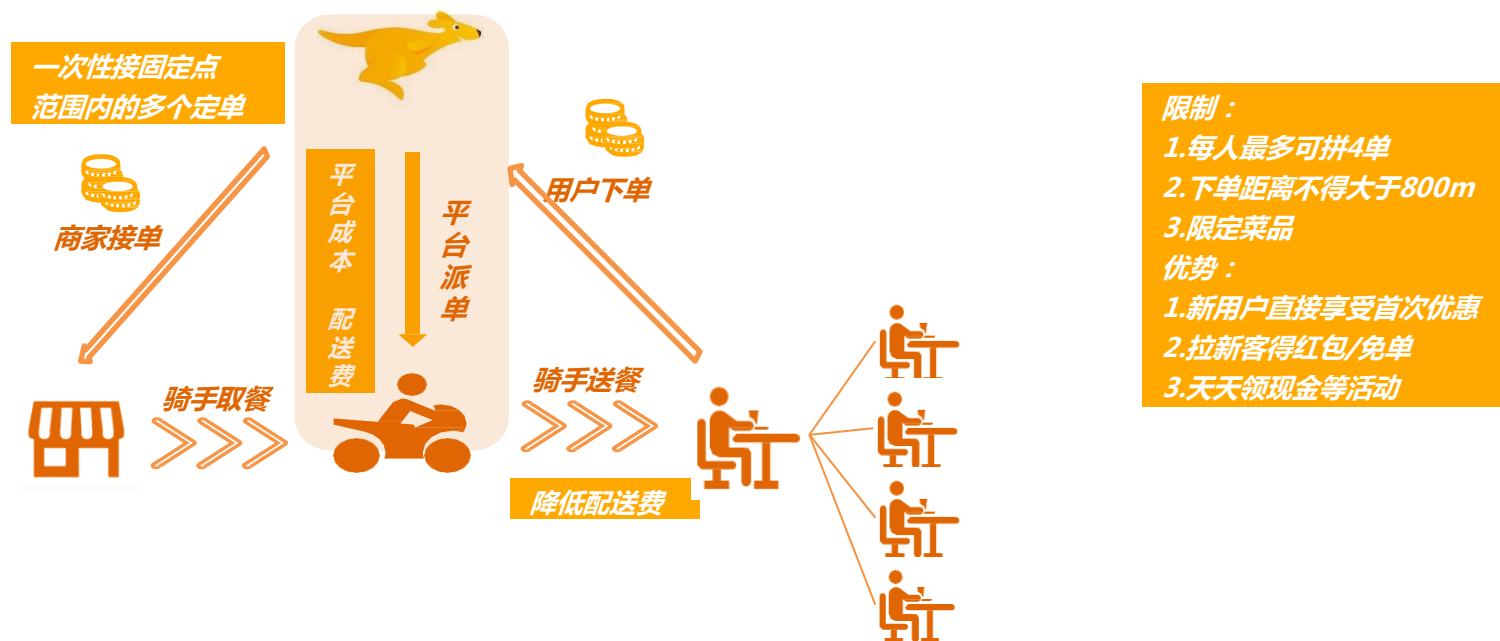 一次性接固定点
范围内的多个定单
商家接单
骑手取餐
平台成本 配送费
平台派单
用户下单
骑手送餐
降低配送费
限制：
1.每人最多可拼4单
2.下单距离不得大于800m
3.限定菜品
优势：
1.新用户直接享受首次优惠
2.拉新客得红包/免单
3.天天领现金等活动